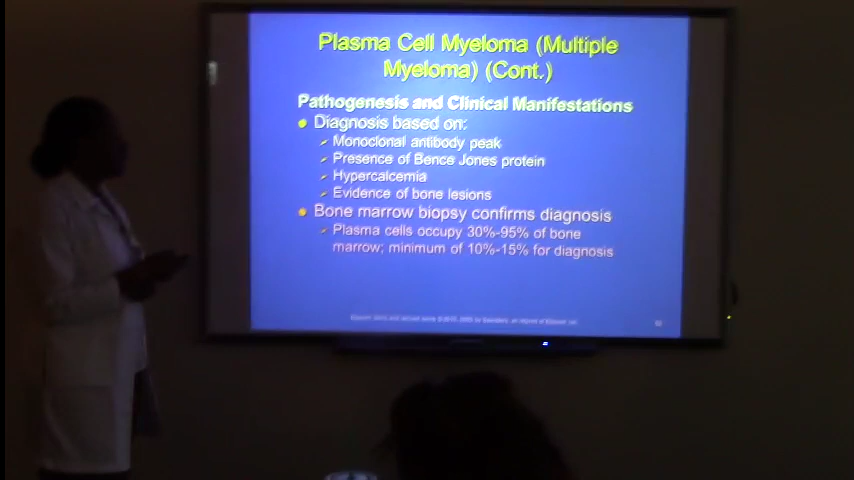 Plasma Cell Myeloma (Multiple
Myeloma) (Cont.)
Pathogenesis and Clinical Manifestations
Diagnosis based on:
Monoclonal antibody peak
Presence of Bence Jones protein
Hypercalcemia
Evidence of bone lesions
Bone marrow biopsy confirms diagnosis
Plasma cells occupy 30%-95% of bone
marrow; minimum of 10%-15% for diagnosis